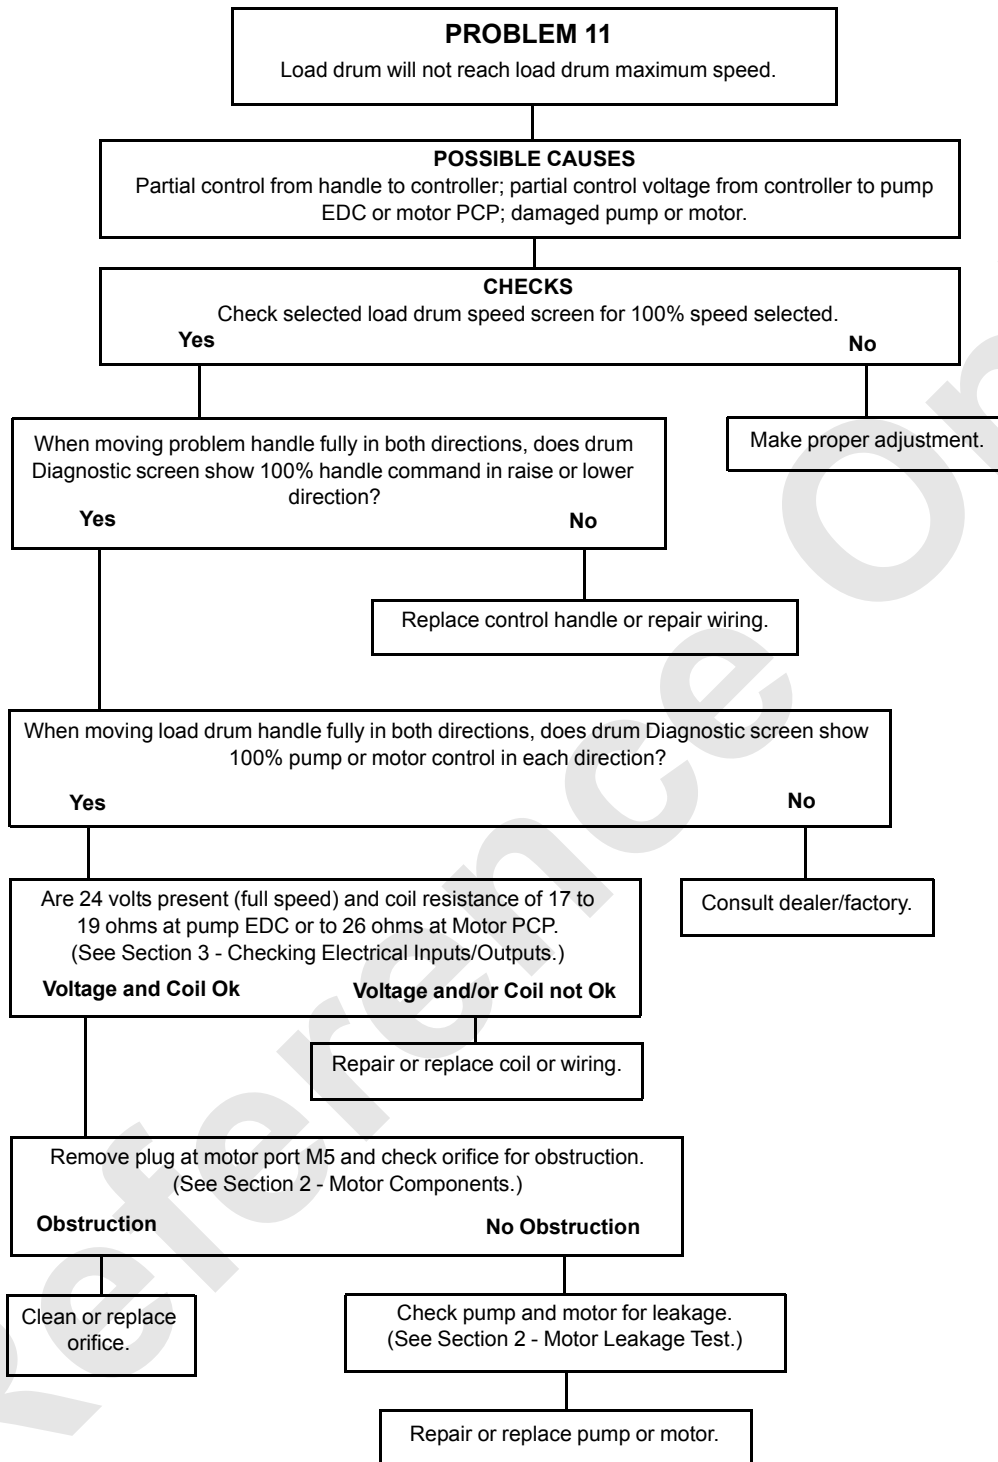 PROBLEM 11
Load drum will not reach load drum maximum speed.
POSSIBLE CAUSES
Partial control from handle to controller; partial control voltage from controller to pump
EDC or motor PCP; damaged pump or motor.
CHECKS
Check selected load drum speed screen for 100% speed selected.
Yes
No
When moving problem handle fully in both directions, does drum
Diagnostic screen show 100% handle command in raise or lower
direction?
Yes
No
Make proper adjustment.
Replace control handle or repair wiring.
When moving load drum handle fully in both directions, does drum Diagnostic screen show
100% pump or motor control in each direction?
Yes
No
Are 24 volts present (full speed) and coil resistance of 17 to
19 ohms at pump EDC or to 26 ohms at Motor PCP.
(See Section 3 - Checking Electrical Inputs/Outputs.)
Voltage and Coil Ok
Voltage and/or Coil not Ok
Consult dealer/factory.
Repair or replace coil or wiring.
Remove plug at motor port M5 and check orifice for obstruction.
(See Section 2 - Motor Components.)
Obstruction
No Obstruction
Clean or replace
orifice.
Check pump and motor for leakage.
(See Section 2 - Motor Leakage Test.)
Repair or replace pump or motor.
Reference On